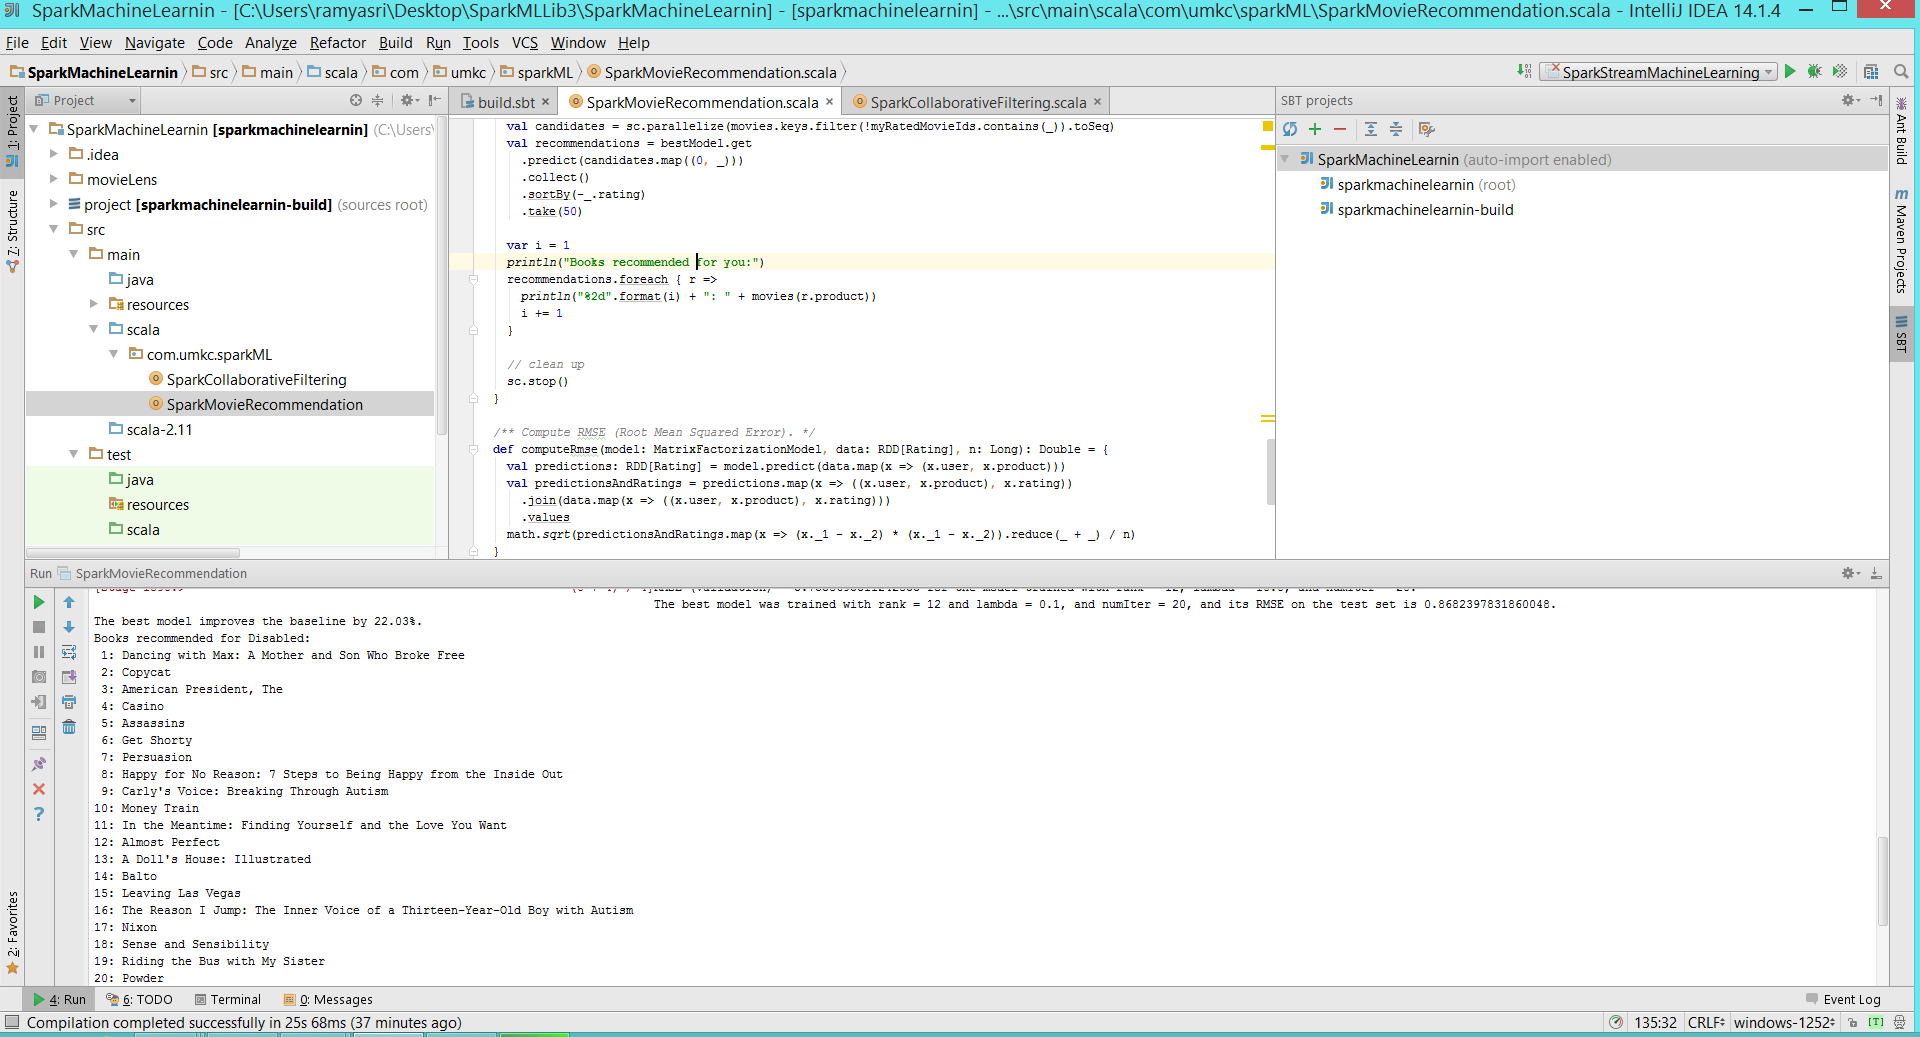 SparkMachineLearnin - [C:\Users\ramyasri\Desktop\SparkMLLib3\SparkMachineLearnin] - [sparkmachinelearnin] - ...\src\main\scala\com\umkc\sparkML\SparkMovieRecommendation.scala - IntelliJ IDEA 14.1.4
File Edit View Navigate Code Analyze Refactor Build Run Tools VCS Window Help
SparkMachineLearnin src main scala com umkc sparkML SparkMovieRecommendation.scala
SparkStreamMachineLearning
1: Project
7: Structure
2: Favorites
Project
SparkMachineLearnin [sparkmachinelearnin] (C:\Users\
.idea
movieLens
project [sparkmachinelearnin-build] (sources root)
src
main
java
resources
scala
com.umkc.sparkML
SparkCollaborativeFiltering
SparkMovieRecommendation
scala-2.11
test
java
resources
scala
build.sbt SparkMovieRecommendation.scala SparkCollaborativeFiltering.scala
val candidates = sc.parallelize(movies.keys.filter(!myRatedMovieIds.contains(_)).toSeq)
val recommendations = bestModel.get
.predict(candidates.map((0, _)))
.collect()
.sortBy(-_.rating)
.take(50)
var i = 1
println("Books recommended for you:")
recommendations.foreach { r =>
println("%2d".format(i) + ": " + movies(r.product))
i += 1
}
// clean up
sc.stop()
}
/** Compute RMSE (Root Mean Squared Error). */
def computeRmse(model: MatrixFactorizationModel, data: RDD[Rating], n: Long): Double = {
val predictions: RDD[Rating] = model.predict(data.map(x => (x.user, x.product)))
val predictionsAndRatings = predictions.map(x => ((x.user, x.product), x.rating))
.join(data.map(x => ((x.user, x.product), x.rating)))
.values
math.sqrt(predictionsAndRatings.map(x => (x._1 - x._2) * (x._1 - x._2)).reduce(_ + _) / n)
}
SBT projects
SparkMachineLearnin (auto-import enabled)
sparkmachinelearnin (root)
sparkmachinelearnin-build
Ant Build
Maven Projects
SBT
Run SparkMovieRecommendation
The best model was trained with rank = 12 and lambda = 0.1, and numIter = 20, and its RMSE on the test set is 0.8682397831860048.
The best model improves the baseline by 22.03%.
Books recommended for Disabled:
1: Dancing with Max: A Mother and Son Who Broke Free
2: Copycat
3: American President, The
4: Casino
5: Assassins
6: Get Shorty
7: Persuasion
8: Happy for No Reason: 7 Steps to Being Happy from the Inside Out
9: Carly's Voice: Breaking Through Autism
10: Money Train
11: In the Meantime: Finding Yourself and the Love You Want
12: Almost Perfect
13: A Doll's House: Illustrated
14: Balto
15: Leaving Las Vegas
16: The Reason I Jump: The Inner Voice of a Thirteen-Year-Old Boy with Autism
17: Nixon
18: Sense and Sensibility
19: Riding the Bus with My Sister
20: Powder
4: Run 6: TODO Terminal 0: Messages Event Log
Compilation completed successfully in 25s 68ms (37 minutes ago) 135:32 CRLF windows-1252 [T]